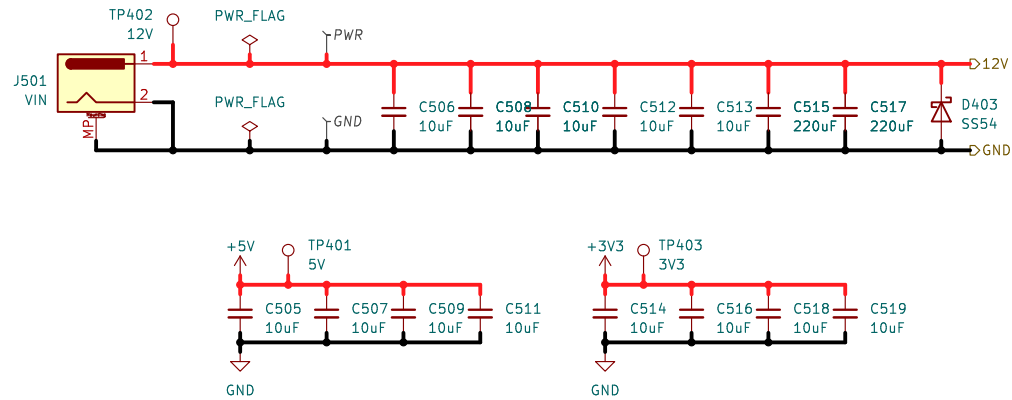 TP402
12V
PWR_FLAG
PWR
1
J501
VIN
2
MP
PWR_FLAG
GND
C506
10uF
C508
10uF
C510
10uF
C512
10uF
C513
10uF
C515
220uF
C517
220uF
D403
SS54
12V
GND
+5V
TP401
5V
C505
10uF
C507
10uF
C509
10uF
C511
10uF
GND
+3V3
TP403
3V3
C514
10uF
C516
10uF
C518
10uF
C519
10uF
GND